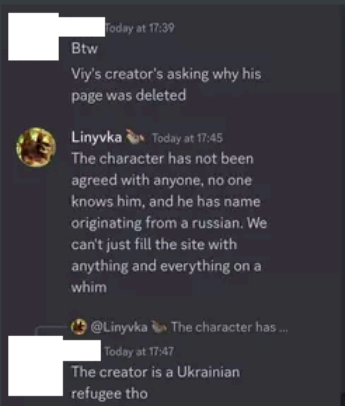 Today at 17:39
Btw
Viy's creator's asking why his
page was deleted
Linyvka Today at 17:45
The character has not been
agreed with anyone, no one
knows him, and he has name
originating from a russian. We
can't just fill the site with
anything and everything on a
whim
@Linyvka The character has ...
Today at 17:47
The creator is a Ukrainian
refugee tho